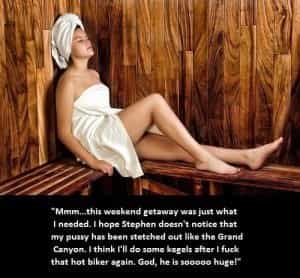 "Mmm...this weekend getaway was just what
I needed. I hope Stephen doesn't notice that
my pussy has been stetched out like the Grand
Canyon. I think I'll do some kegels after I fuck
that hot biker again. God, he is sooooo huge!"